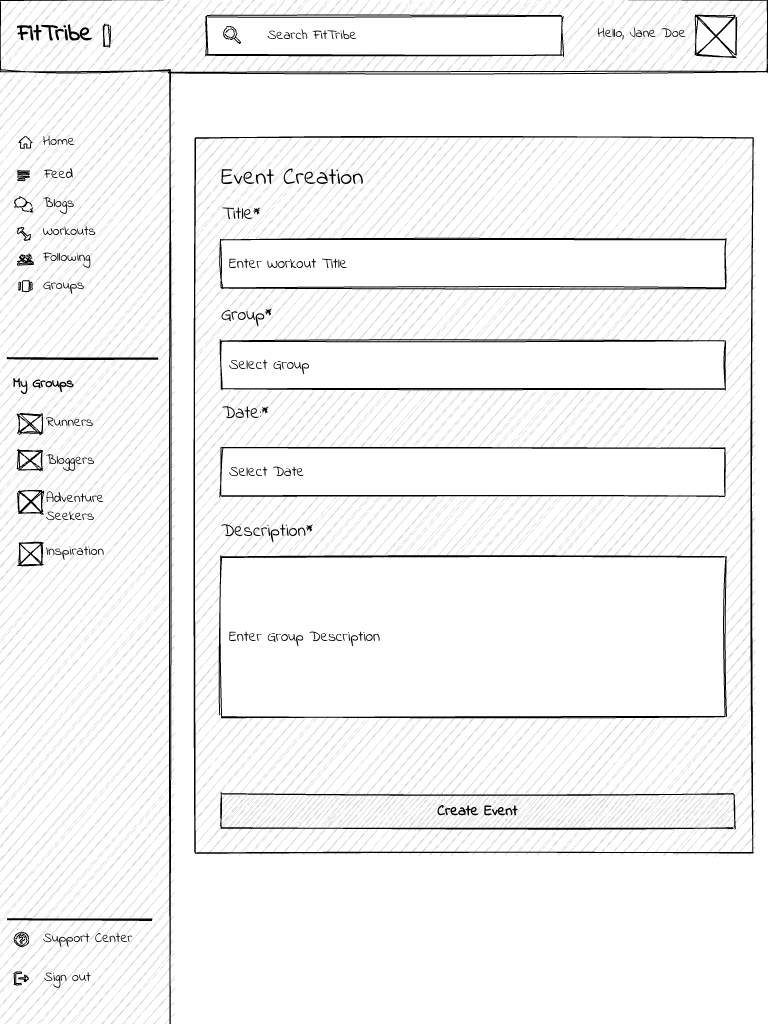 FitTribe
Search FitTribe
Hello, Jane Doe
Home
Feed
Blogs
Workouts
Following
Groups
My Groups
Runners
Bloggers
Adventure
Seekers
Inspiration
Support Center
Sign out
Event Creation
Title*
Enter Workout Title
Group*
Select Group
Date:*
Select Date
Description*
Enter Group Description
Create Event